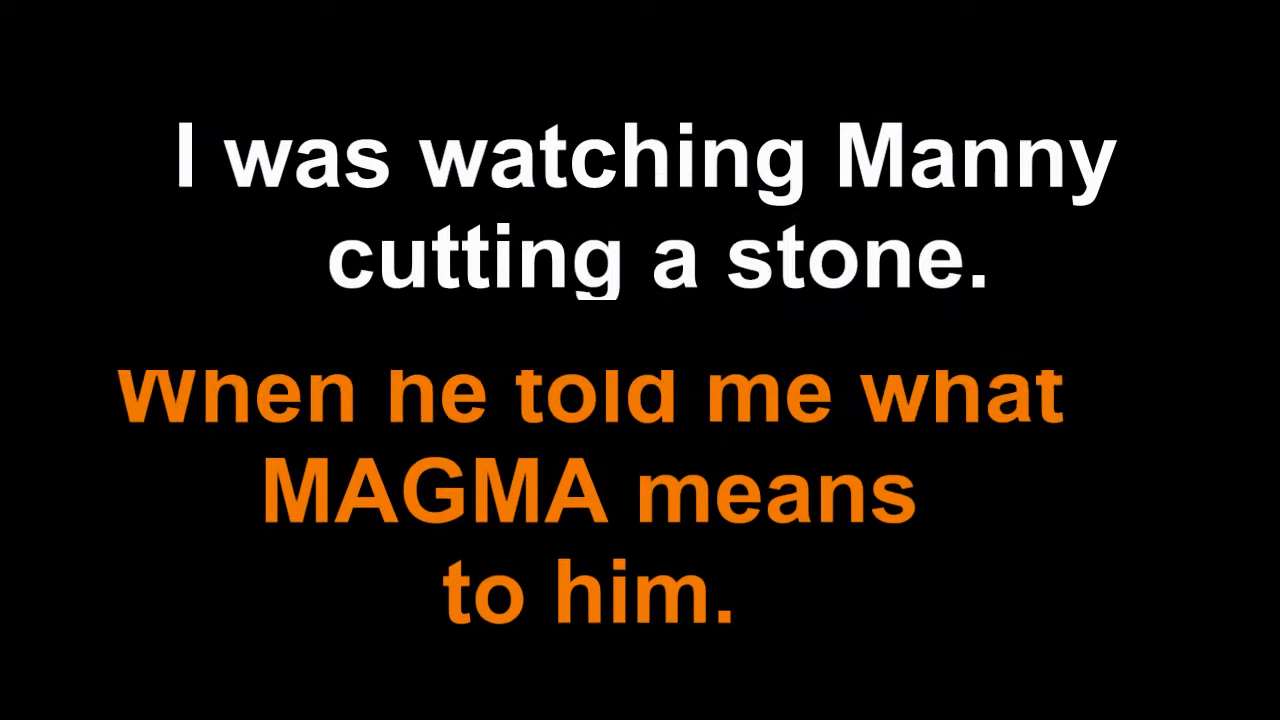 I was watching Manny
cutting a stone.
When he told me what
MAGMA means
to him.